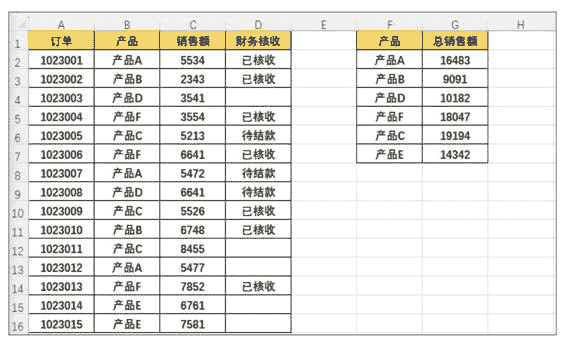 A B C D E F G H
1 订单 产品 销售额 财务核收 产品 总销售额
2 1023001 产品A 5534 已核收 产品A 16483
3 1023002 产品B 2343 已核收 产品B 9091
4 1023003 产品D 3541 产品D 10182
5 1023004 产品F 3554 已核收 产品F 18047
6 1023005 产品C 5213 待结款 产品C 19194
7 1023006 产品F 6641 已核收 产品E 14342
8 1023007 产品A 5472 待结款
9 1023008 产品D 6641 待结款
10 1023009 产品C 5526 已核收
11 1023010 产品B 6748 已核收
12 1023011 产品C 8455
13 1023012 产品A 5477
14 1023013 产品F 7852 已核收
15 1023014 产品E 6761
16 1023015 产品E 7581